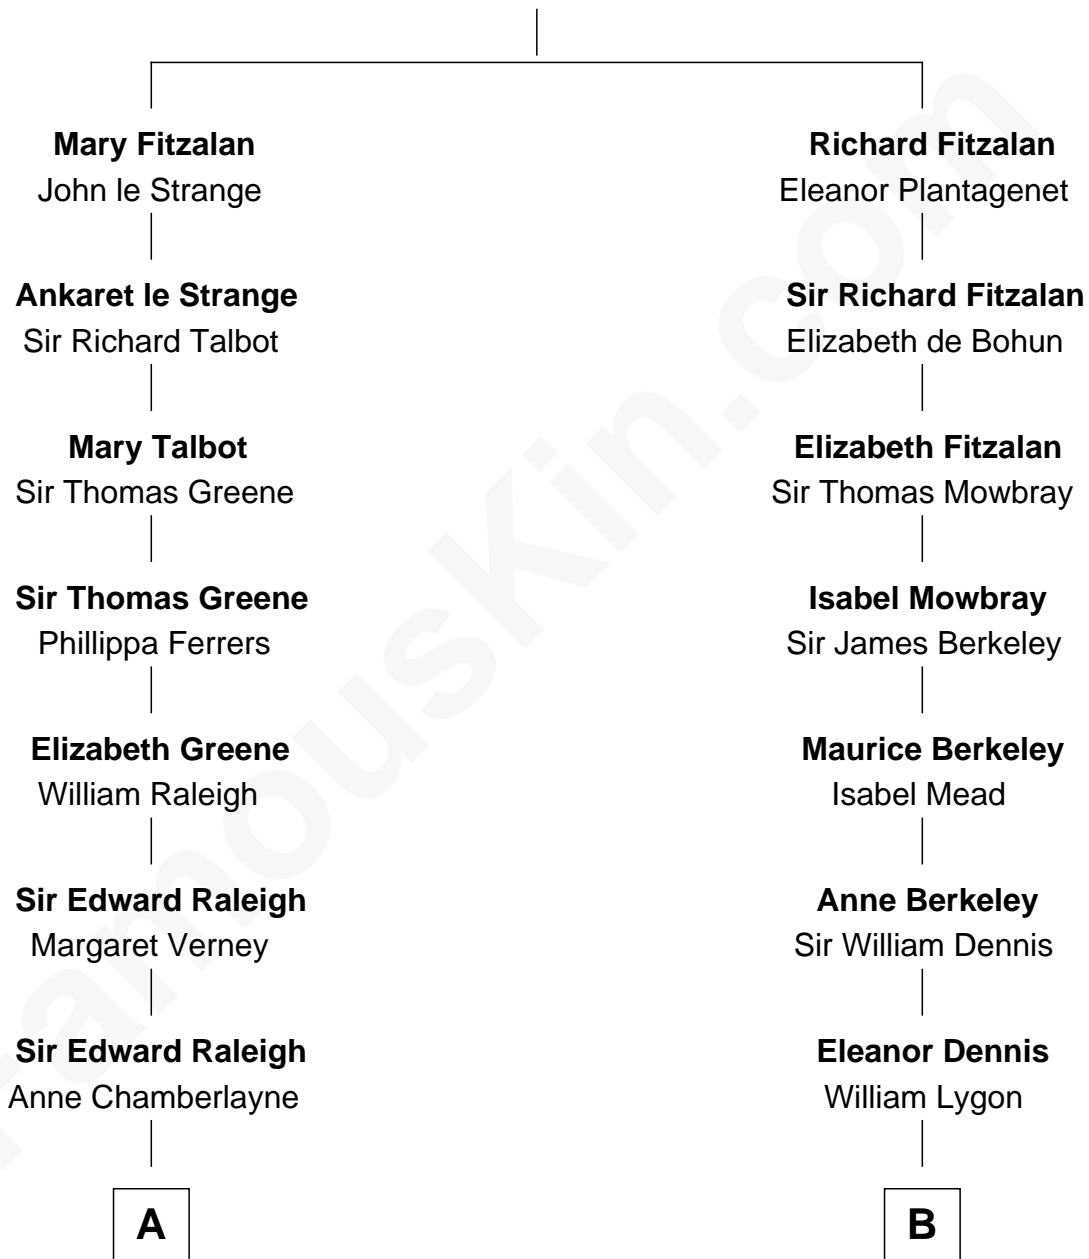 Mary Fitzalan
John le Strange
Ankaret le Strange
Sir Richard Talbot
Mary Talbot
Sir Thomas Greene
Sir Thomas Greene
Phillippa Ferrers
Elizabeth Greene
William Raleigh
Sir Edward Raleigh
Margaret Verney
Sir Edward Raleigh
Anne Chamberlayne
A
Richard Fitzalan
Eleanor Plantagenet
Sir Richard Fitzalan
Elizabeth de Bohun
Elizabeth Fitzalan
Sir Thomas Mowbray
Isabel Mowbray
Sir James Berkeley
Maurice Berkeley
Isabel Mead
Anne Berkeley
Sir William Dennis
Eleanor Dennis
William Lygon
B
FamousKin.com